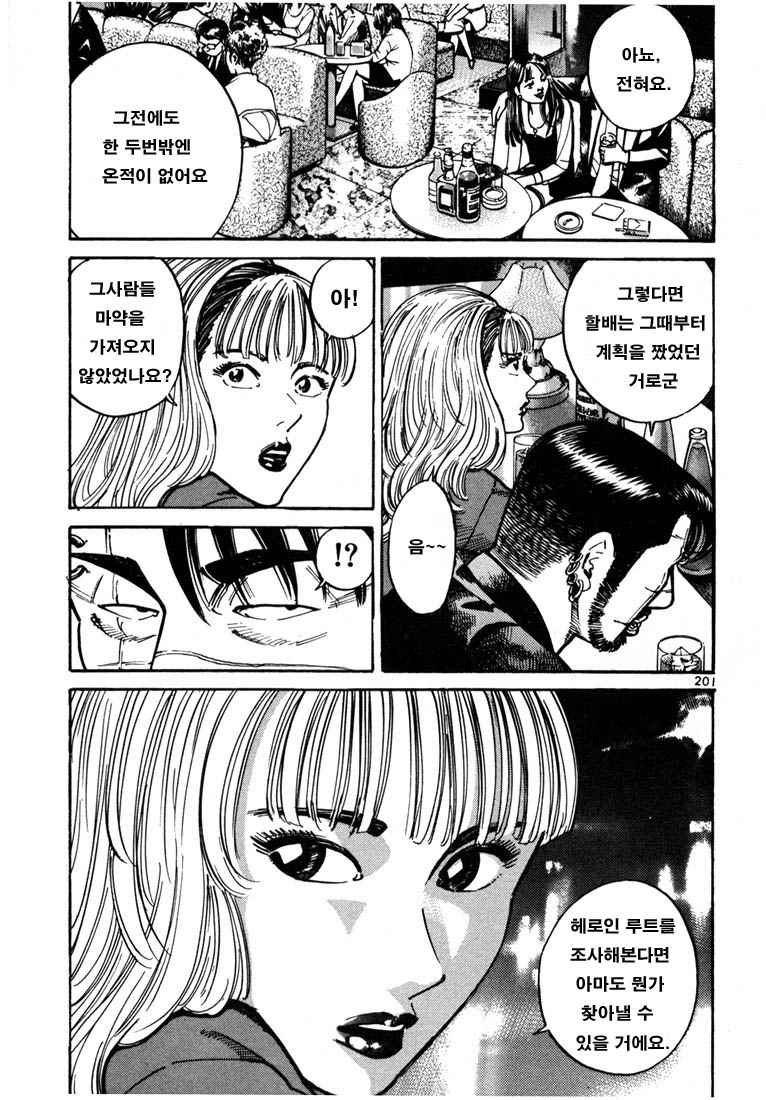 아뇨,
전혀요.
그전에도
한 두번밖엔
온적이 없어요
그렇다면
할배는 그때부터
계획을 짰었던
거로군
음~~
아!
그사람들
마약을
가져오지
않았었나요?
!?
201
헤로인 루트를
조사해본다면
아마도 뭔가
찾아낼 수
있을 거에요.